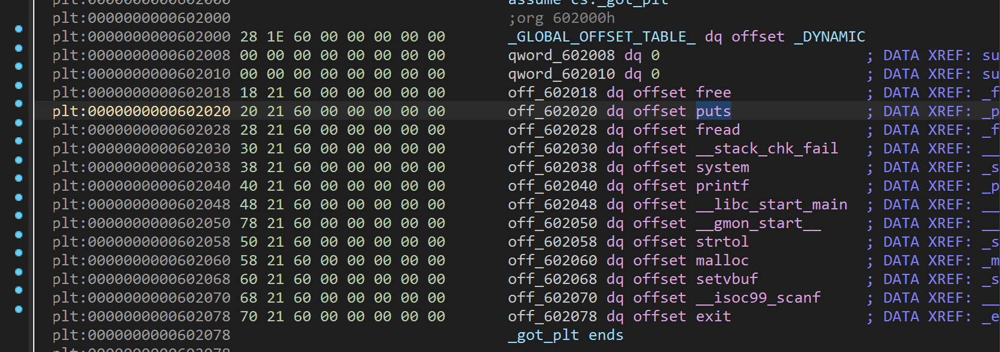 plt:0000000000602000 assume cs:_got_plt
plt:0000000000602000 ;org 602000h
plt:0000000000602000 28 1E 60 00 00 00 00 00 _GLOBAL_OFFSET_TABLE_ dq offset _DYNAMIC
plt:0000000000602008 00 00 00 00 00 00 00 00 qword_602008 dq 0 ; DATA XREF: su
plt:0000000000602010 00 00 00 00 00 00 00 00 qword_602010 dq 0 ; DATA XREF: su
plt:0000000000602018 18 21 60 00 00 00 00 00 off_602018 dq offset free ; DATA XREF: _f
plt:0000000000602020 20 21 60 00 00 00 00 00 off_602020 dq offset puts ; DATA XREF: _p
plt:0000000000602028 28 21 60 00 00 00 00 00 off_602028 dq offset fread ; DATA XREF: _f
plt:0000000000602030 30 21 60 00 00 00 00 00 off_602030 dq offset __stack_chk_fail ; DATA XREF: __
plt:0000000000602038 38 21 60 00 00 00 00 00 off_602038 dq offset system ; DATA XREF: _s
plt:0000000000602040 40 21 60 00 00 00 00 00 off_602040 dq offset printf ; DATA XREF: _p
plt:0000000000602048 48 21 60 00 00 00 00 00 off_602048 dq offset __libc_start_main ; DATA XREF: __
plt:0000000000602050 78 21 60 00 00 00 00 00 off_602050 dq offset __gmon_start__ ; DATA XREF: __
plt:0000000000602058 50 21 60 00 00 00 00 00 off_602058 dq offset strtol ; DATA XREF: _s
plt:0000000000602060 58 21 60 00 00 00 00 00 off_602060 dq offset malloc ; DATA XREF: _m
plt:0000000000602068 60 21 60 00 00 00 00 00 off_602068 dq offset setvbuf ; DATA XREF: _s
plt:0000000000602070 68 21 60 00 00 00 00 00 off_602070 dq offset __isoc99_scanf ; DATA XREF: __
plt:0000000000602078 70 21 60 00 00 00 00 00 off_602078 dq offset exit ; DATA XREF: _e
plt:0000000000602078 _got_plt ends
plt:0000000000602078